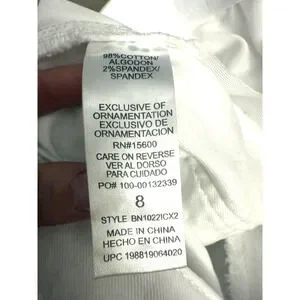 98%COTTON/
ALGODON
2%SPANDEX/
SPANDEX
EXCLUSIVE OF
ORNAMENTATION
EXCLUSIVO DE
ORNAMENTACION
RN#15600
CARE ON REVERSE
VER AL DORSO
PARA CUIDADO
PO# 100-00132339
8
STYLE BN1022ICX2
MADE IN CHINA
HECHO EN CHINA
UPC 198819064020